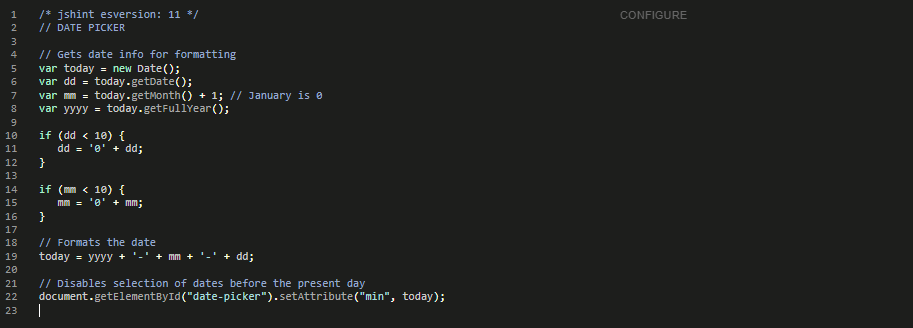 1 /* jshint esversion: 11 */
CONFIGURE
2 // DATE PICKER
3
4 // Gets date info for formatting
5 var today = new Date();
6 var dd = today.getDate();
7 var mm = today.getMonth() + 1; // January is 0
8 var yyyy = today.getFullYear();
9
10 if (dd < 10) {
11 dd = '0' + dd;
12 }
13
14 if (mm < 10) {
15 mm = '0' + mm;
16 }
17
18 // Formats the date
19 today = yyyy + '-' + mm + '-' + dd;
20
21 // Disables selection of dates before the present day
22 document.getElementById("date-picker").setAttribute("min", today);
23